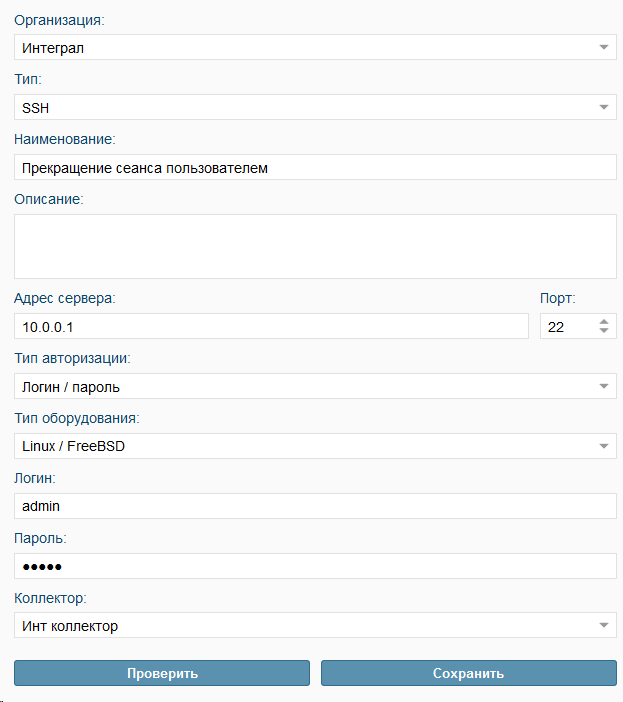 Организация:
Интеграл
Тип:
SSH
Наименование:
Прекращение сеанса пользователем
Описание:
Адрес сервера: Порт:
10.0.0.1 22
Тип авторизации:
Логин / пароль
Тип оборудования:
Linux / FreeBSD
Логин:
admin
Пароль:
●●●●●
Коллектор:
Инт коллектор
Проверить Сохранить